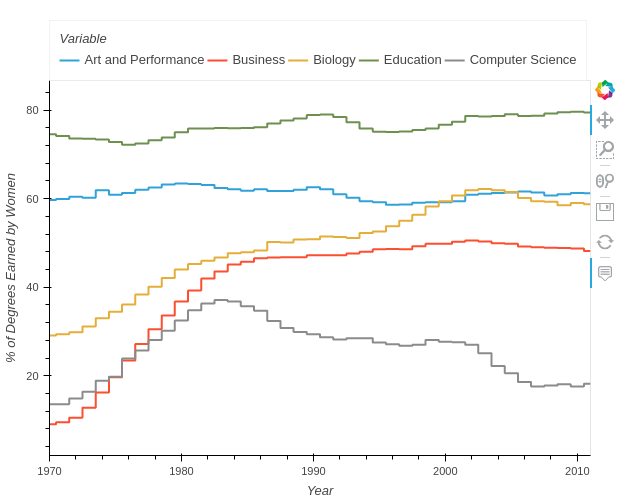 Variable
Art and Performance Business Biology Education Computer Science
% of Degrees Earned by Women
80
60
40
20
1970 1980 1990 2000 2010
Year